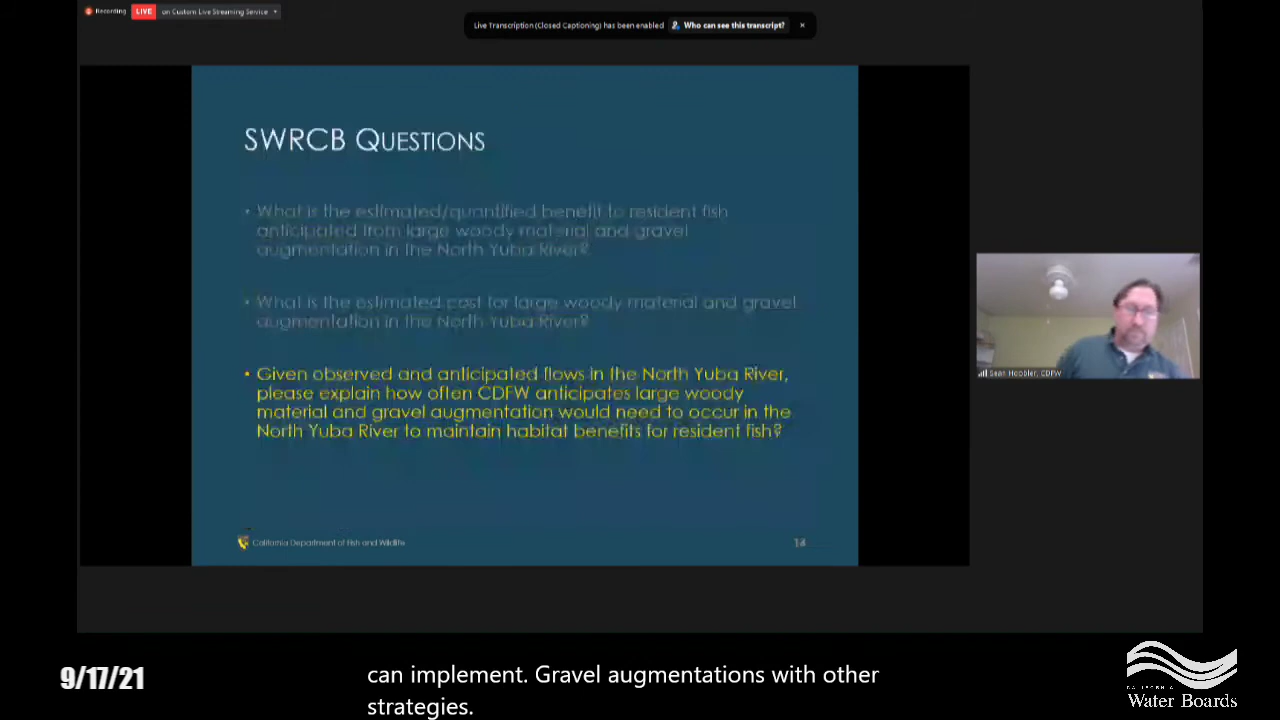 Recording
LIVE
on Custom Live Streaming Service
Live Transcription (Closed Captioning) has been enabled
Who can see this transcript?
SWRCB QUESTIONS
• What is the estimated/quantified benefit to resident fish
anticipated from large woody material and gravel
augmentation in the North Yuba River?
• What is the estimated cost for large woody material and gravel
augmentation in the North Yuba River?
• Given observed and anticipated flows in the North Yuba River,
please explain how often CDFW anticipates large woody
material and gravel augmentation would need to occur in the
North Yuba River to maintain habitat benefits for resident fish?
California Department of Fish and Wildlife
Sean Hoobler, CDFW
can implement. Gravel augmentations with other
strategies.
9/17/21
CALIFORNIA
Water Boards